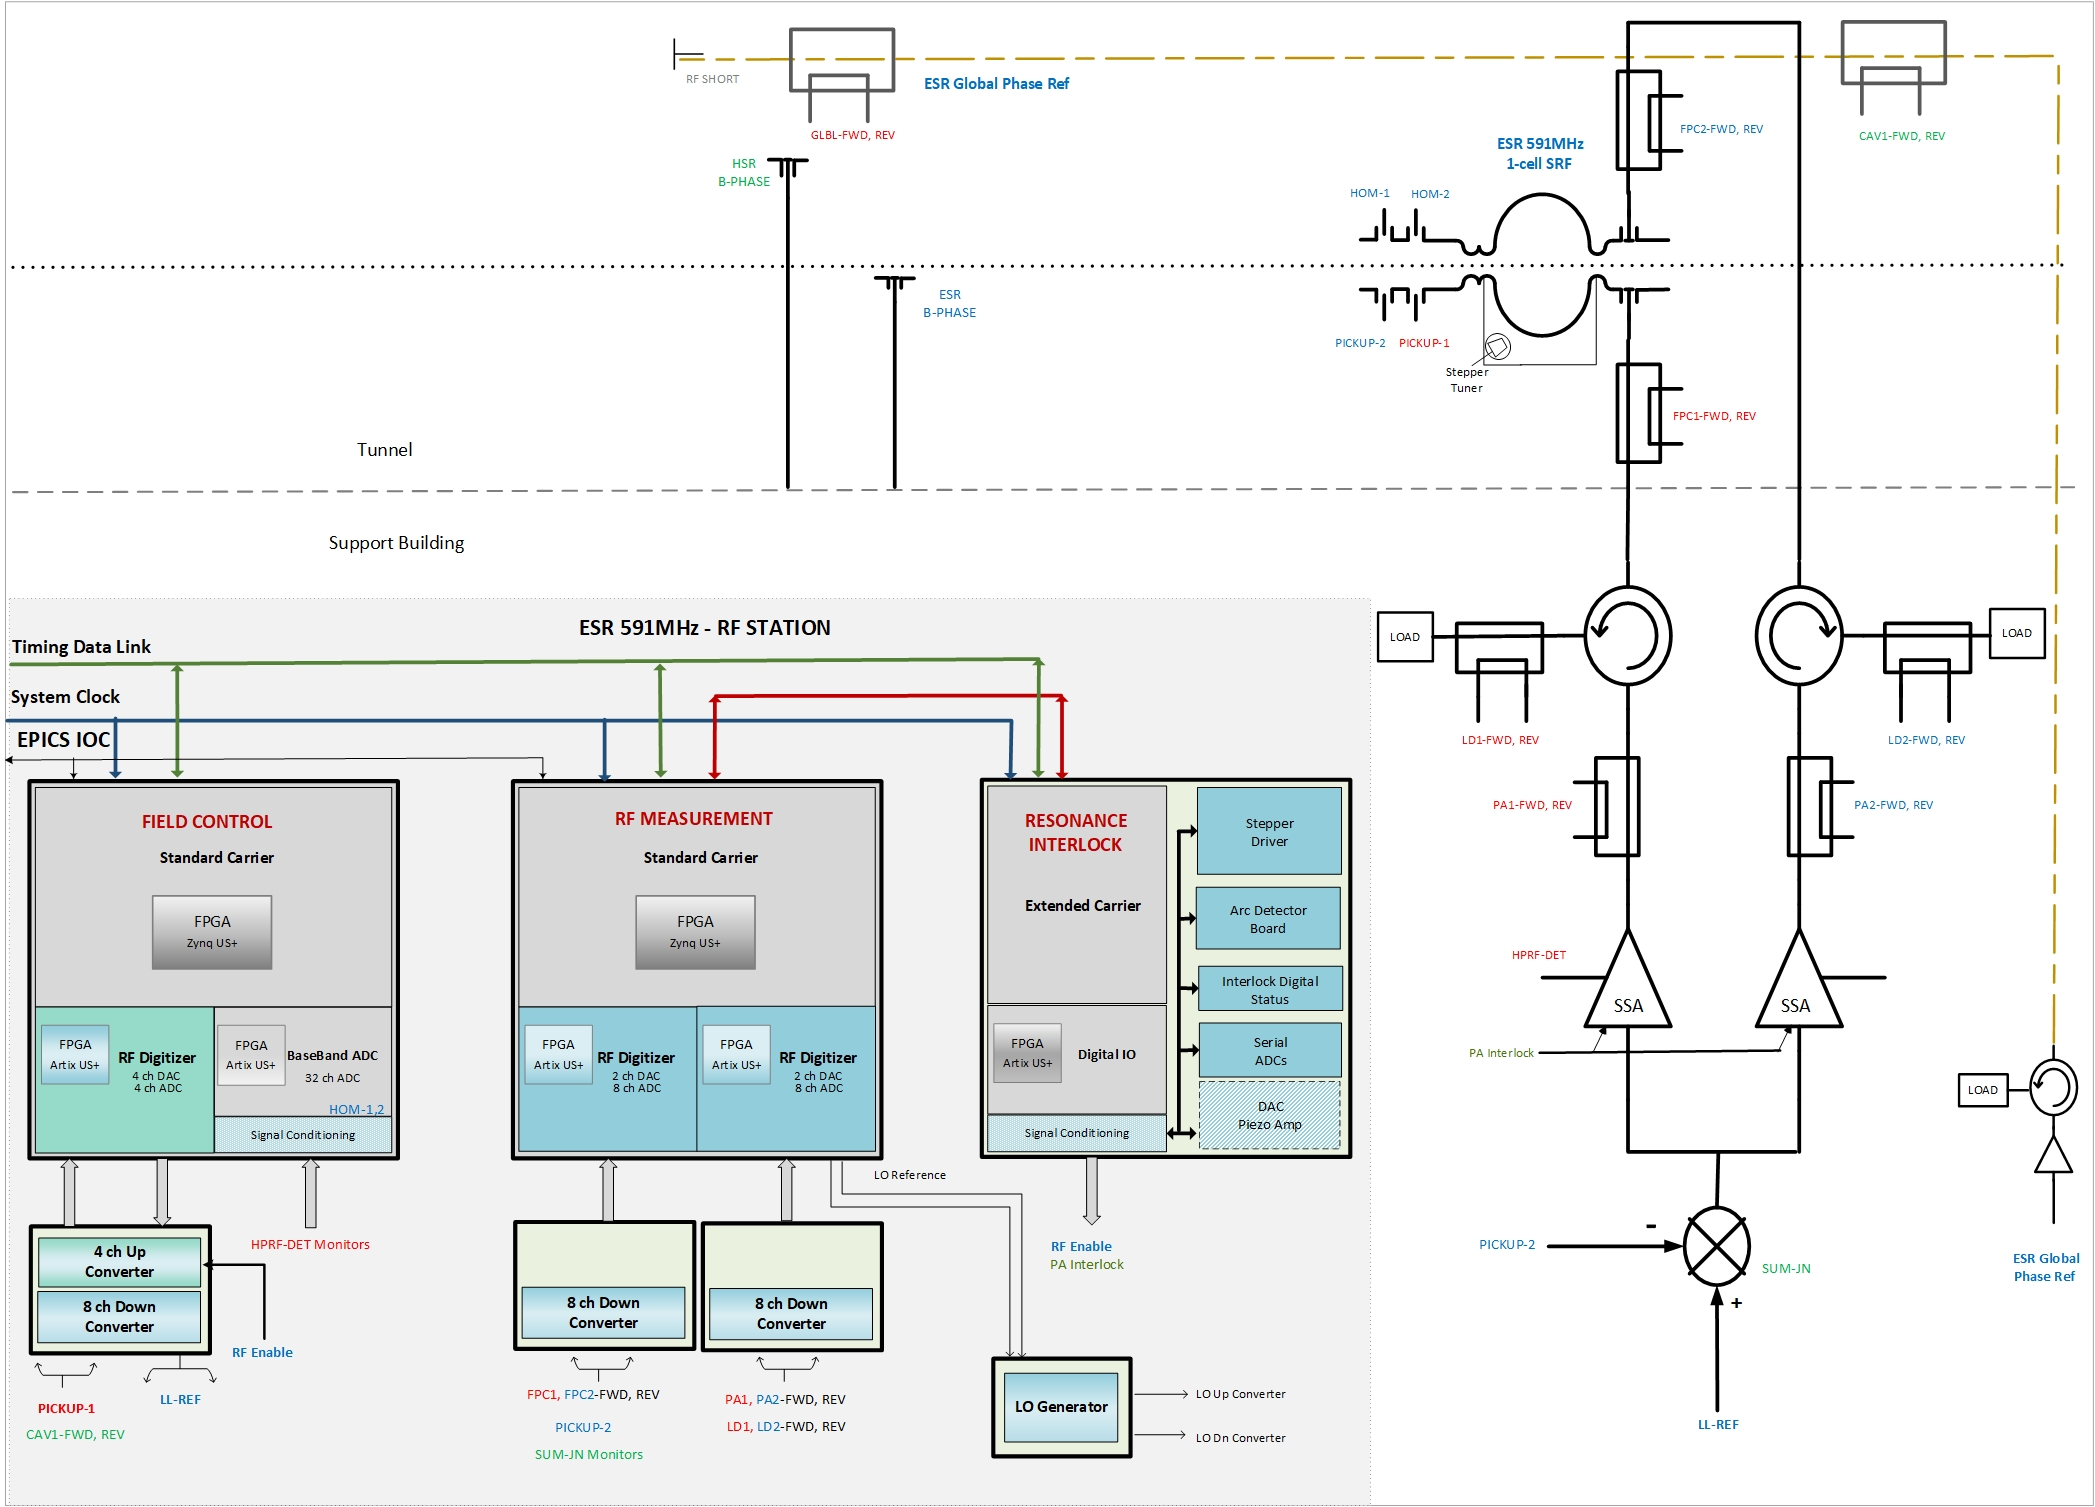 RF SHORT
ESR Global Phase Ref
GLBL-FWD, REV
HSR
B-PHASE
ESR
B-PHASE
ESR 591MHz
1-cell SRF
FPC2-FWD, REV
CAV1-FWD, REV
HOM-1
HOM-2
PICKUP-2
PICKUP-1
Stepper
Tuner
FPC1-FWD, REV
Tunnel
Support Building
ESR 591MHz - RF STATION
Timing Data Link
System Clock
EPICS IOC
FIELD CONTROL
Standard Carrier
FPGA
Zynq US+
FPGA
Artix US+
RF Digitizer
4 ch DAC
4 ch ADC
FPGA
Artix US+
BaseBand ADC
32 ch ADC
HOM-1,2
Signal Conditioning
RF MEASUREMENT
Standard Carrier
FPGA
Zynq US+
FPGA
Artix US+
RF Digitizer
2 ch DAC
8 ch ADC
FPGA
Artix US+
RF Digitizer
2 ch DAC
8 ch ADC
RESONANCE
INTERLOCK
Extended Carrier
FPGA
Artix US+
Digital IO
Signal Conditioning
Stepper
Driver
Arc Detector
Board
Interlock Digital
Status
Serial
ADCs
DAC
Piezo Amp
LO Reference
HPRF-DET Monitors
4 ch Up
Converter
8 ch Down
Converter
RF Enable
PICKUP-1
CAV1-FWD, REV
LL-REF
8 ch Down
Converter
8 ch Down
Converter
FPC1, FPC2-FWD, REV
PICKUP-2
SUM-JN Monitors
PA1, PA2-FWD, REV
LD1, LD2-FWD, REV
RF Enable
PA Interlock
LO Generator
LO Up Converter
LO Dn Converter
LOAD
LOAD
LD1-FWD, REV
LD2-FWD, REV
PA1-FWD, REV
PA2-FWD, REV
HPRF-DET
SSA
SSA
PA Interlock
LOAD
-
PICKUP-2
SUM-JN
+
LL-REF
ESR Global
Phase Ref